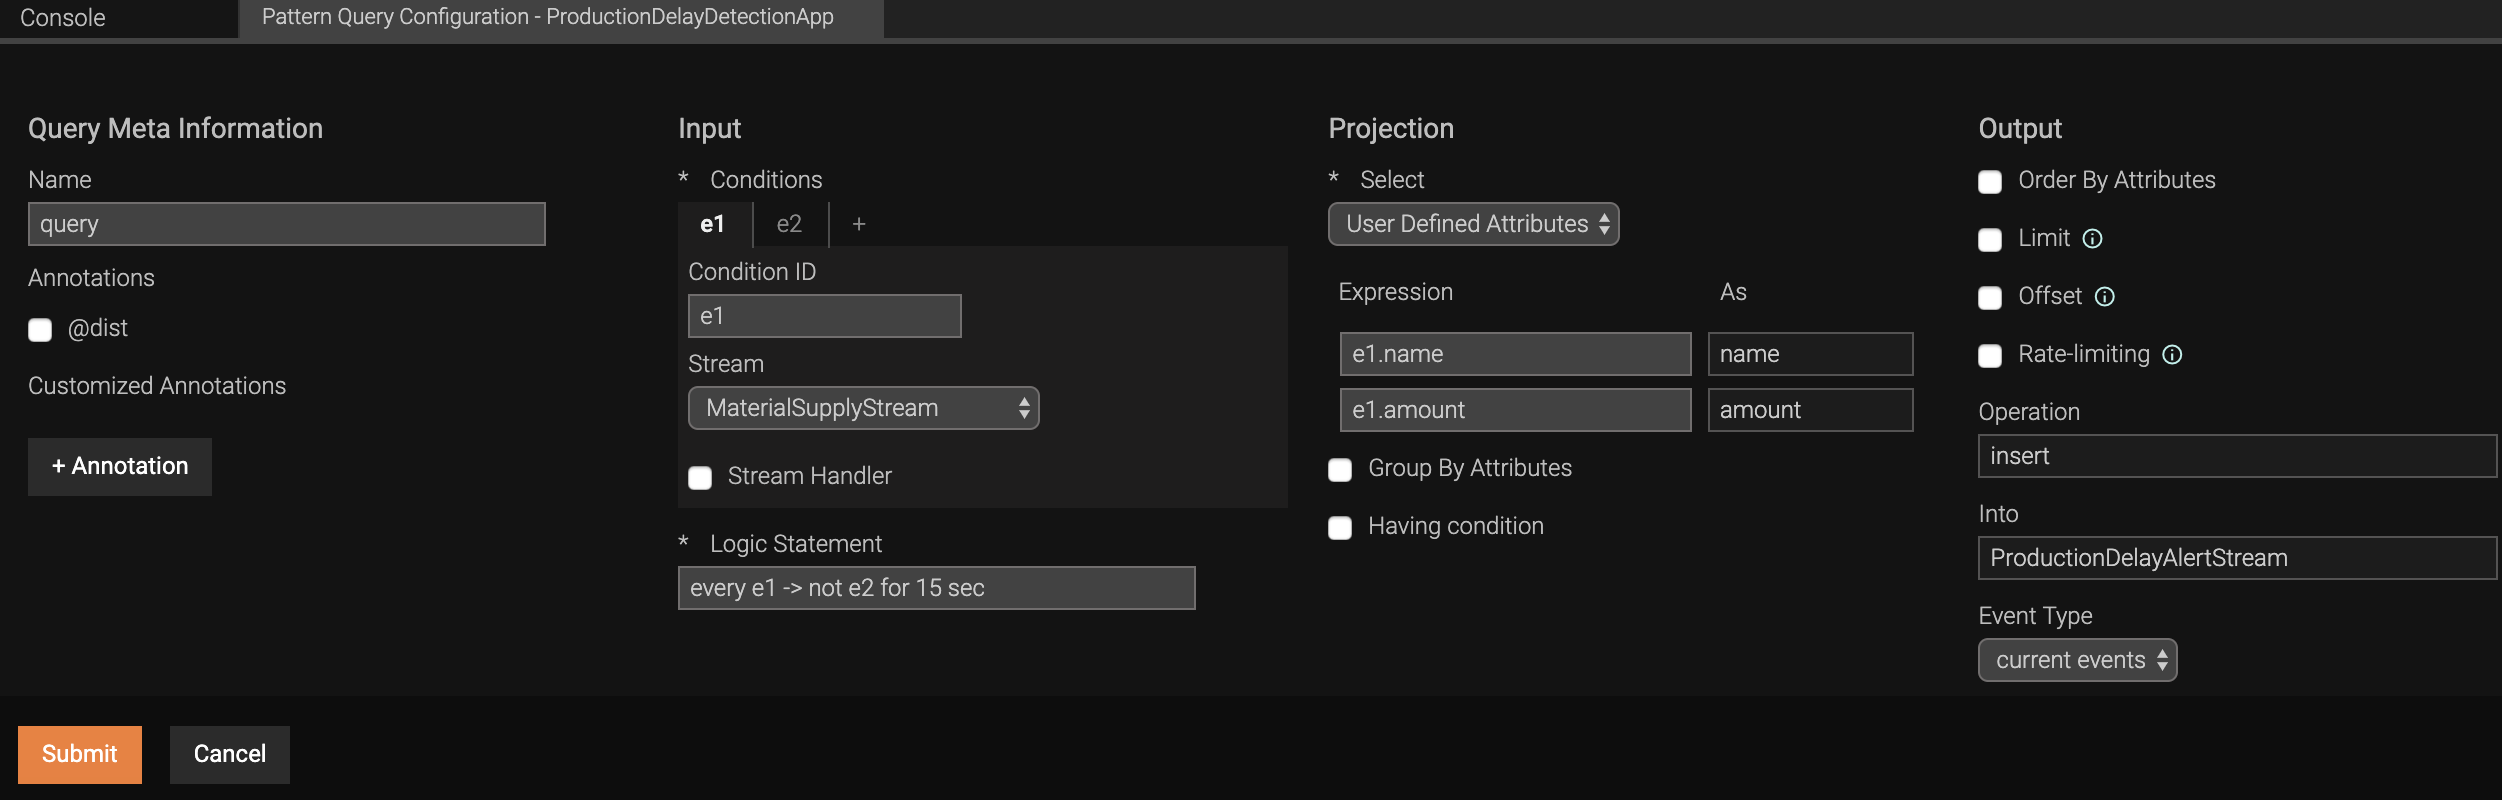 Console
Pattern Query Configuration - ProductionDelayDetectionApp
Query Meta Information
Name
query
Annotations
@dist
Customized Annotations
+ Annotation
Input
* Conditions
e1 e2 +
Condition ID
e1
Stream
MaterialSupplyStream
Stream Handler
* Logic Statement
every e1 -> not e2 for 15 sec
Projection
* Select
User Defined Attributes
Expression As
e1.name name
e1.amount amount
Group By Attributes
Having condition
Output
Order By Attributes
Limit
Offset
Rate-limiting
Operation
insert
Into
ProductionDelayAlertStream
Event Type
current events
Submit Cancel